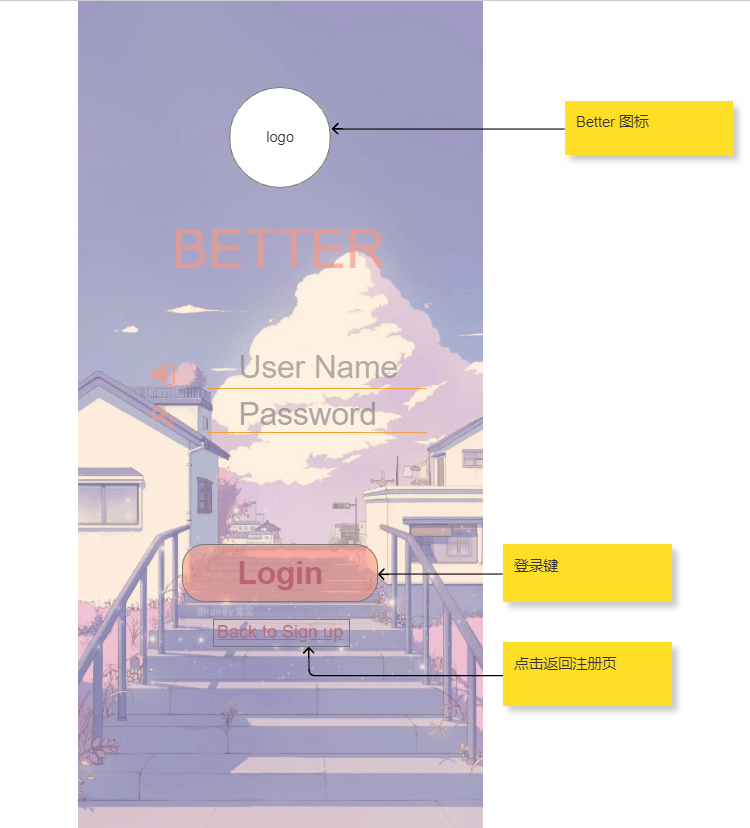 logo
Better 图标
BETTER
User Name
Password
Login
登录键
Back to Sign up
点击返回注册页